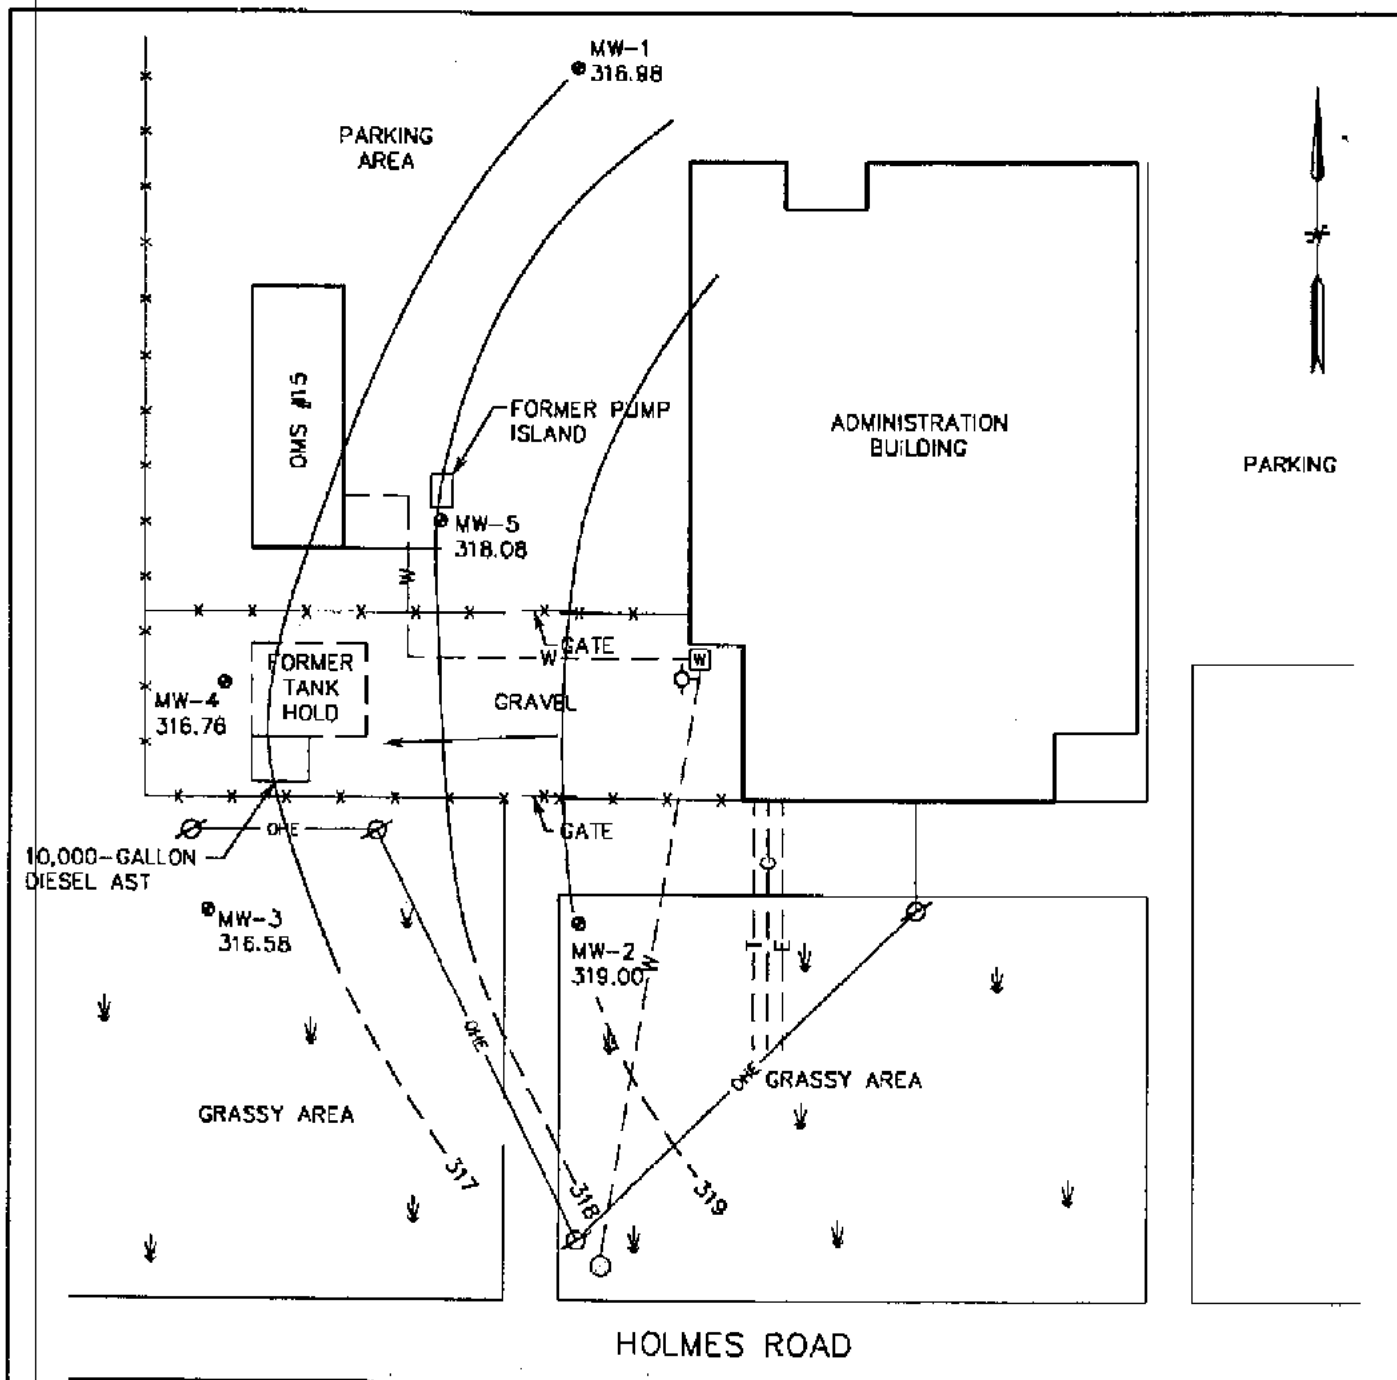 MW-1
316.98
PARKING
AREA
OMS #15
FORMER PUMP
ISLAND
ADMINISTRATION
BUILDING
PARKING
MW-5
318.08
W
GATE
W
W
FORMER
TANK
HOLD
MW-4
316.76
GRAVEL
OHE
GATE
10,000-GALLON
DIESEL AST
G
MW-3
316.58
MW-2
319.00
W
T
E
OHE
OHE
GRASSY AREA
GRASSY AREA
317
318
319
HOLMES ROAD